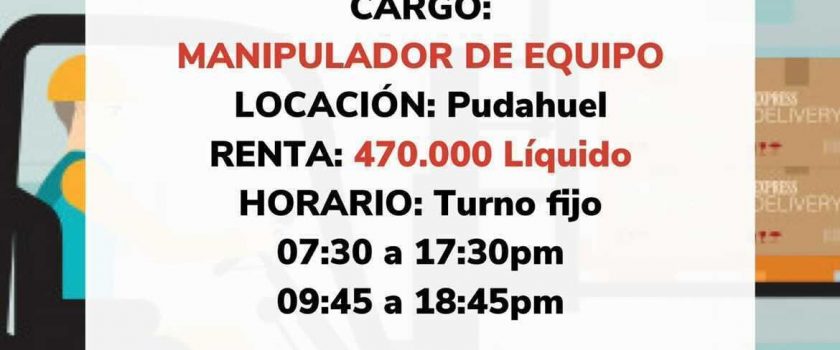 CARGO:
MANIPULADOR DE EQUIPO
LOCACIÓN: Pudahuel
RENTA: 470.000 Líquido
HORARIO: Turno fijo
07:30 a 17:30pm
09:45 a 18:45pm
EXPRESS
DELIVERY
EXPRESS
DELIVERY